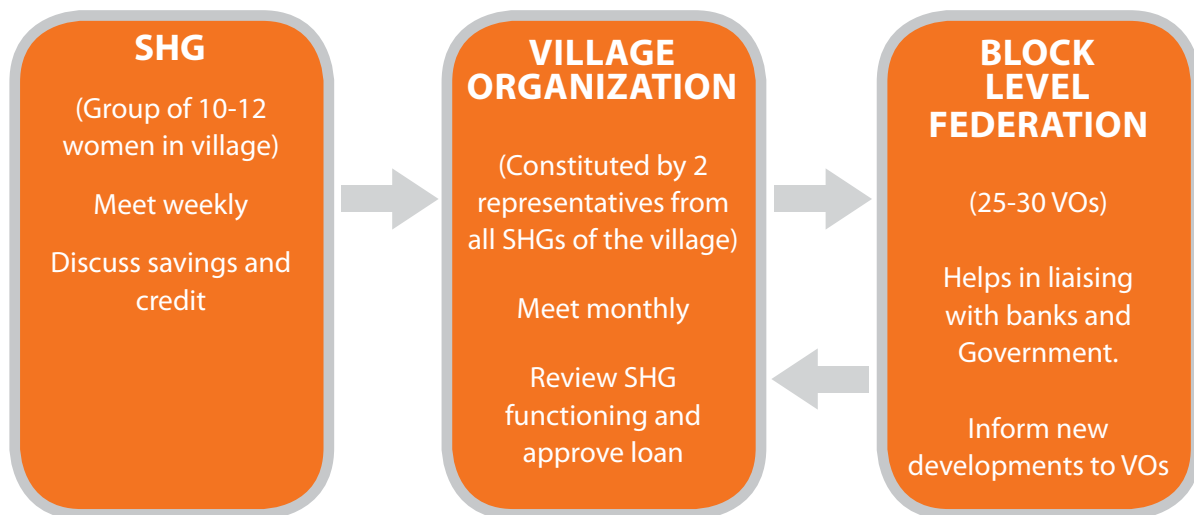 SHG
(Group of 10-12
women in village)
Meet weekly
Discuss savings and
credit
VILLAGE
ORGANIZATION
(Constituted by 2
representatives from
all SHGs of the village)
Meet monthly
Review SHG
functioning and
approve loan
BLOCK
LEVEL
FEDERATION
(25-30 VOs)
Helps in liaising
with banks and
Government.
Inform new
developments to VOs